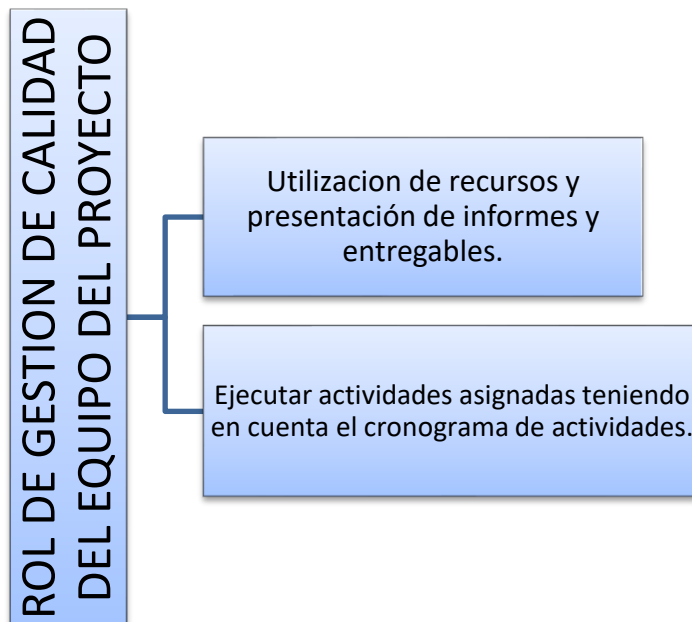 ROL DE GESTION DE CALIDAD
DEL EQUIPO DEL PROYECTO
Utilizacion de recursos y
presentación de informes y
entregables.
Ejecutar actividades asignadas teniendo
en cuenta el cronograma de actividades.